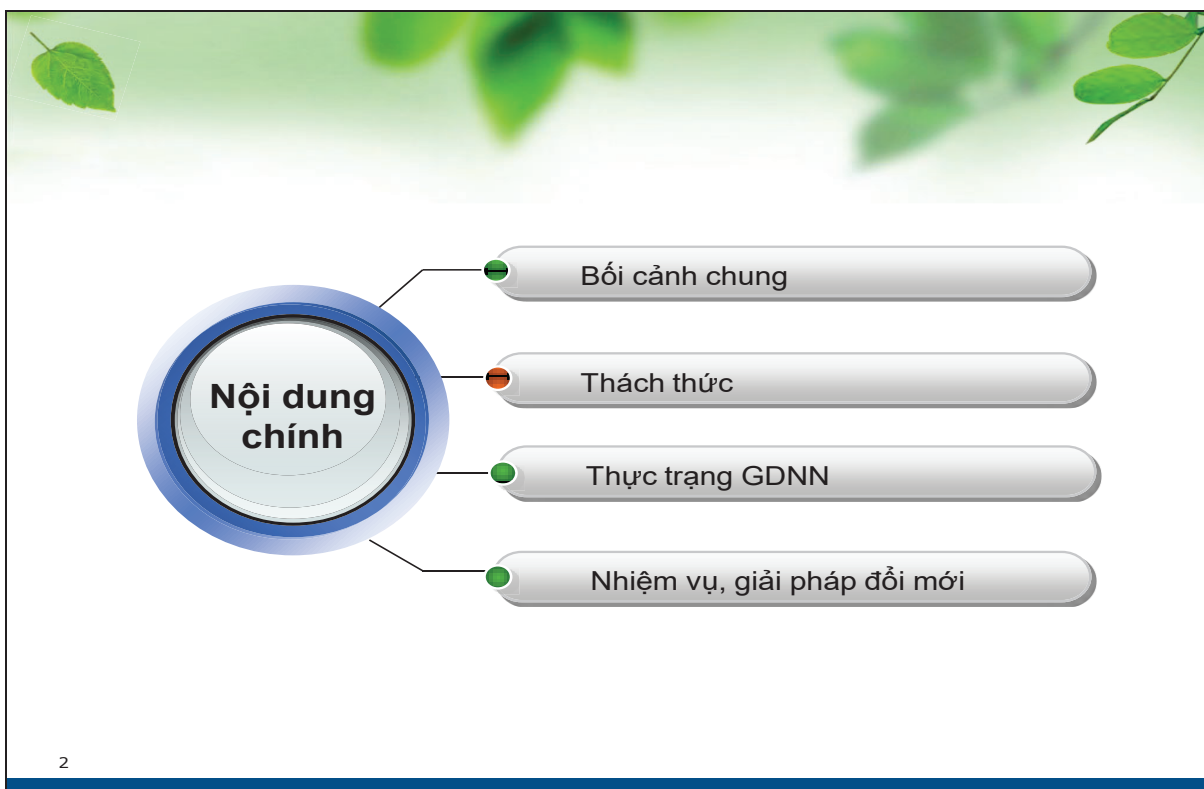 Bối cảnh chung
Nội dung
chính
Thách thức
Thực trạng GDNN
Nhiệm vụ, giải pháp đổi mới
2